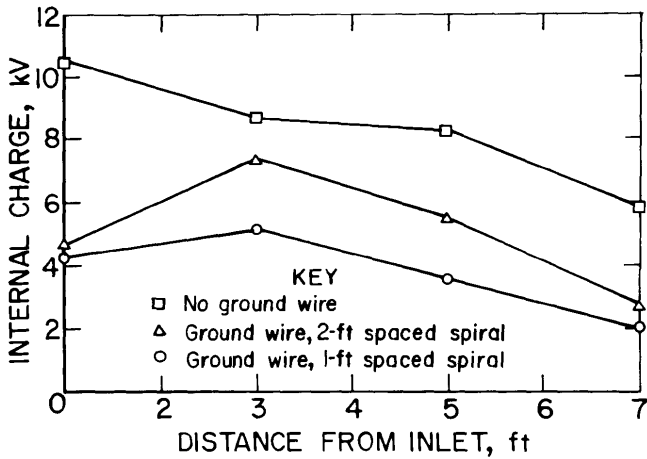 INTERNAL CHARGE, kV
12
10
8
6
4
2
0
2
3
4
5
6
7
DISTANCE FROM INLET, ft
KEY
No ground wire
Ground wire, 2-ft spaced spiral
Ground wire, 1-ft spaced spiral